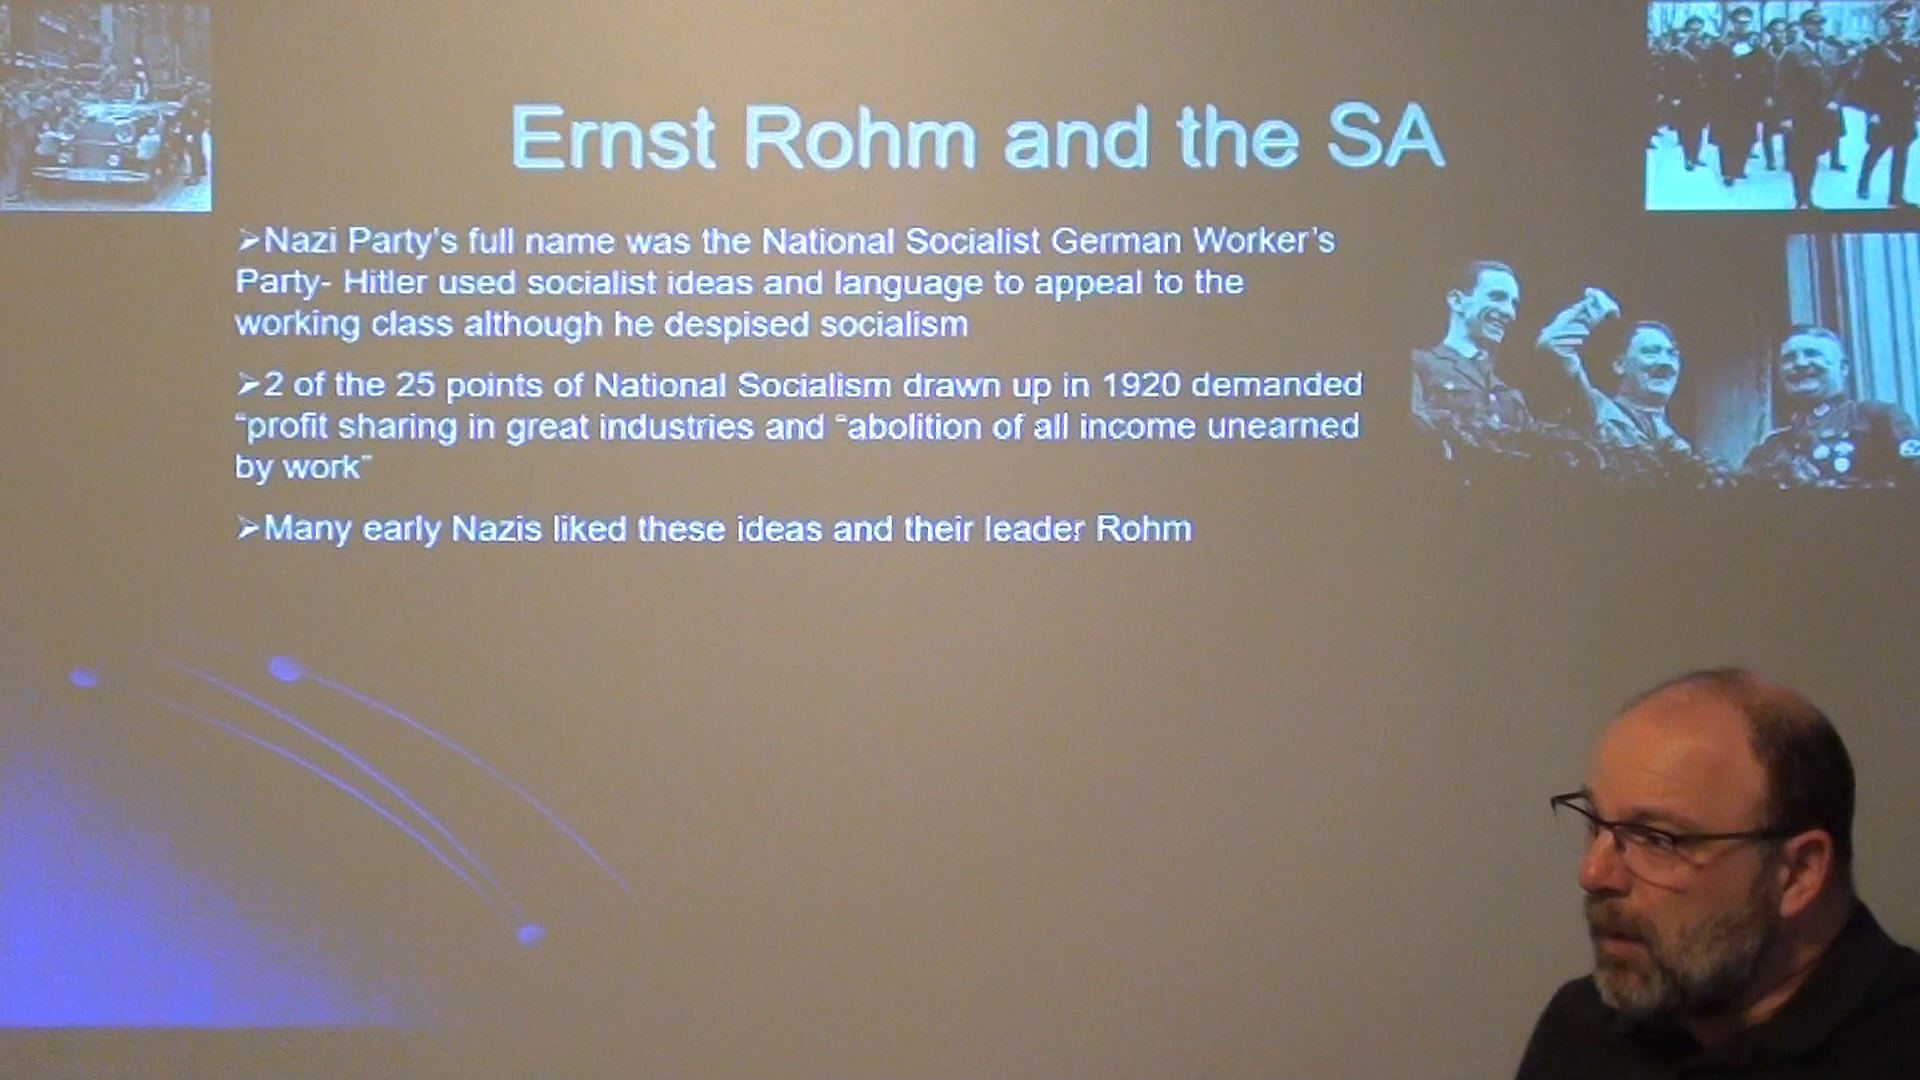 Ernst Rohm and the SA
➢Nazi Party's full name was the National Socialist German Worker's
Party- Hitler used socialist ideas and language to appeal to the
working class although he despised socialism
➢2 of the 25 points of National Socialism drawn up in 1920 demanded
“profit sharing in great industries and “abolition of all income unearned
by work”
➢Many early Nazis liked these ideas and their leader Rohm